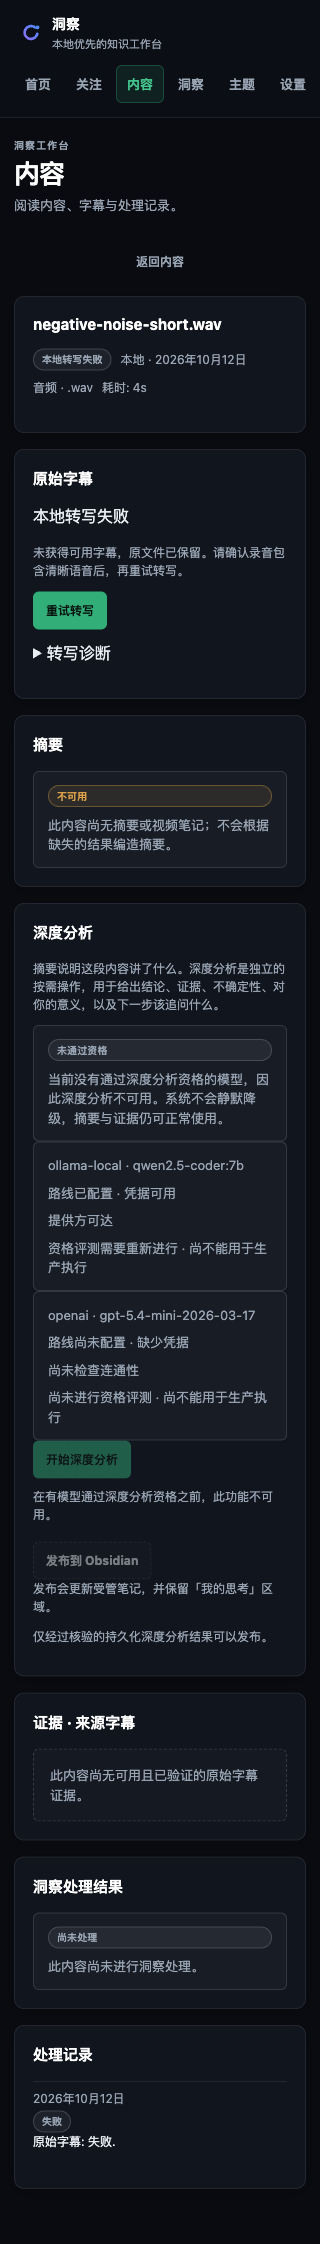 洞察
本地优先的知识工作台
首页 关注 内容 洞察 主题 设置
洞察工作台
内容
阅读内容、字幕与处理记录。
返回内容
negative-noise-short.wav
本地转写失败 本地 · 2026年10月12日
音频 · .wav 耗时: 4s
原始字幕
本地转写失败
未获得可用字幕，原文件已保留。请确认录音包
含清晰语音后，再重试转写。
重试转写
▶ 转写诊断
摘要
不可用
此内容尚无摘要或视频笔记；不会根据
缺失的结果编造摘要。
深度分析
摘要说明这段内容讲了什么。深度分析是独立的
按需操作，用于给出结论、证据、不确定性、对
你的意义，以及下一步该追问什么。
未通过资格
当前没有通过深度分析资格的模型，因
此深度分析不可用。系统不会静默降
级，摘要与证据仍可正常使用。
ollama-local · qwen2.5-coder:7b
路线已配置 · 凭据可用
提供方可达
资格评测需要重新进行 · 尚不能用于生
产执行
openai · gpt-5.4-mini-2026-03-17
路线尚未配置 · 缺少凭据
尚未检查连通性
尚未进行资格评测 · 尚不能用于生产执
行
开始深度分析
在有模型通过深度分析资格之前，此功能不可
用。
发布到 Obsidian
发布会更新受管笔记，并保留「我的思考」区
域。
仅经过核验的持久化深度分析结果可以发布。
证据 · 来源字幕
此内容尚无可用且已验证的原始字幕
证据。
洞察处理结果
尚未处理
此内容尚未进行洞察处理。
处理记录
2026年10月12日
失败
原始字幕: 失败.